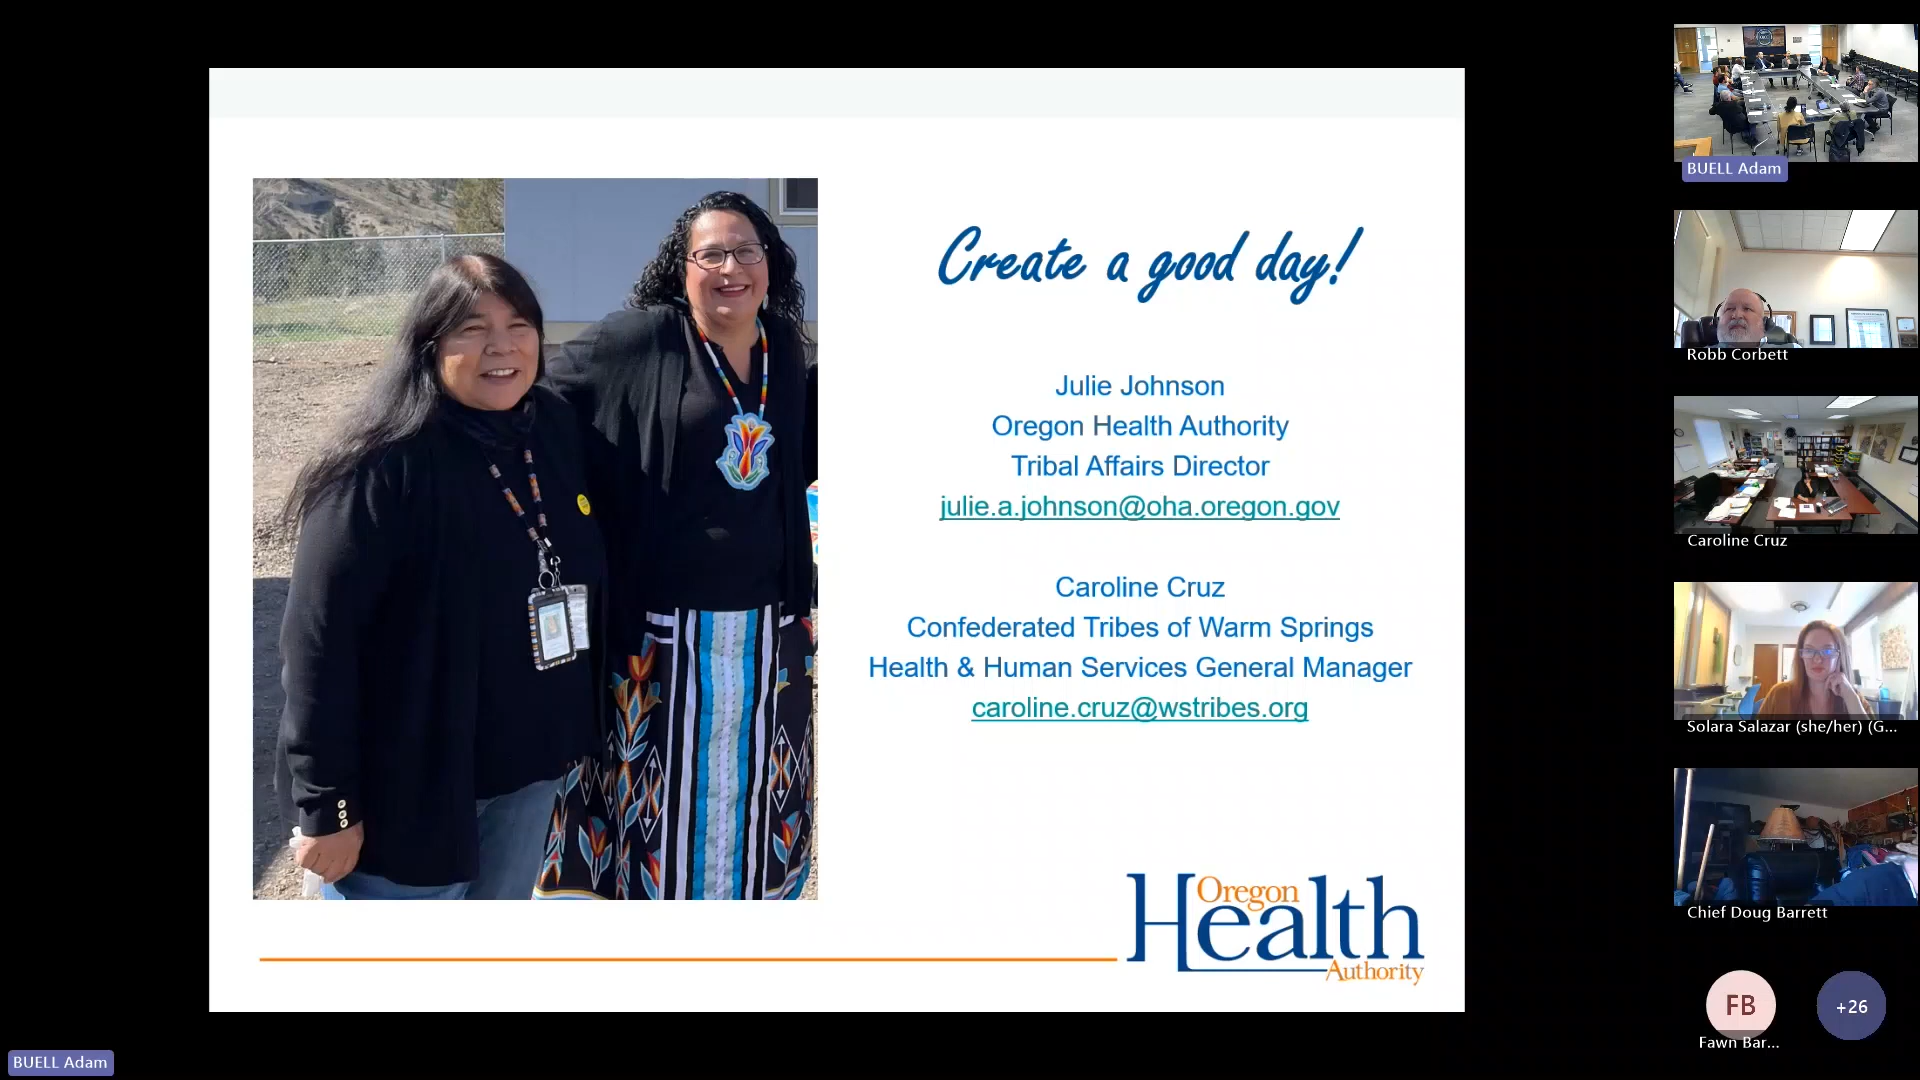 Create a good day!
Julie Johnson
Oregon Health Authority
Tribal Affairs Director
julie.a.johnson@oha.oregon.gov
Caroline Cruz
Confederated Tribes of Warm Springs
Health & Human Services General Manager
caroline.cruz@wstribes.org
Oregon
Health
Authority
BUELL Adam
Robb Corbett
Caroline Cruz
Solara Salazar (she/her) (G...
Chief Doug Barrett
FB
+26
Fawn Bar...
BUELL Adam